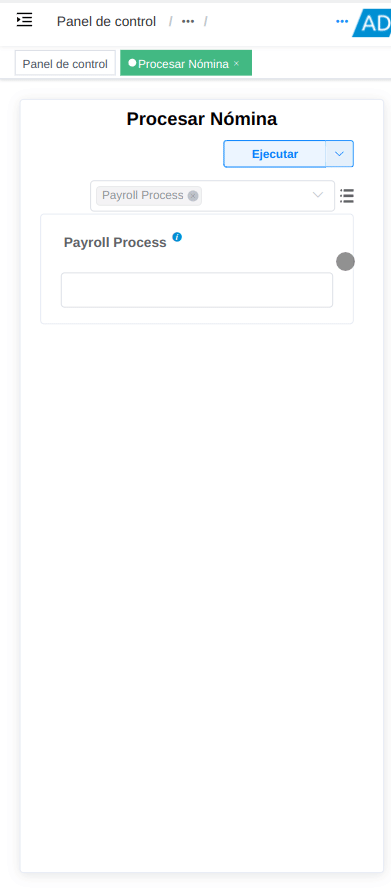 Panel de control / ••• / •••
AD
Panel de control
Procesar Nómina ×
Procesar Nómina
Ejecutar
Payroll Process
Payroll Process